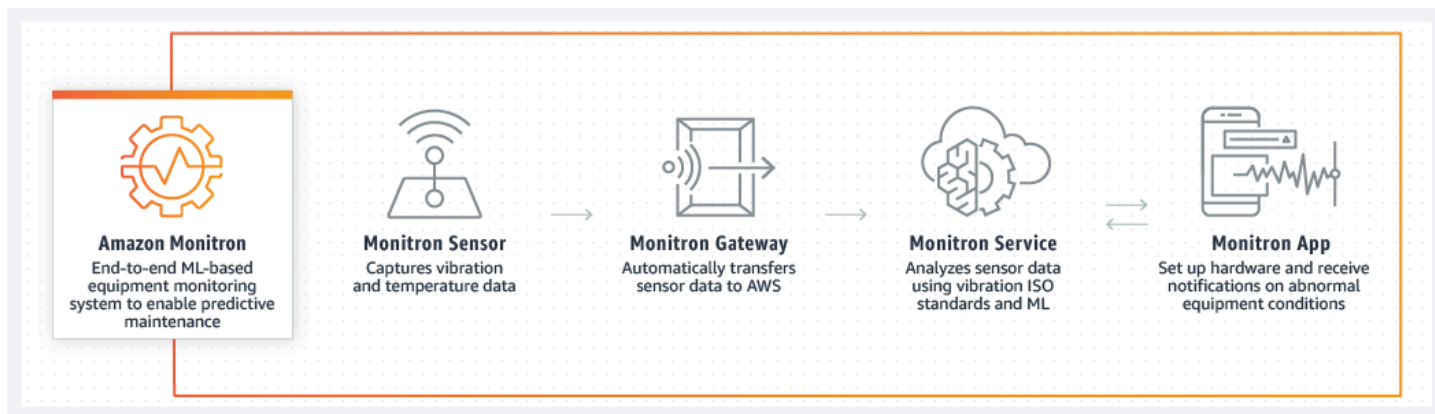 Amazon Monitron
End-to-end ML-based
equipment monitoring
system to enable predictive
maintenance
Monitron Sensor
Captures vibration
and temperature data
Monitron Gateway
Automatically transfers
sensor data to AWS
Monitron Service
Analyzes sensor data
using vibration ISO
standards and ML
Monitron App
Set up hardware and receive
notifications on abnormal
equipment conditions